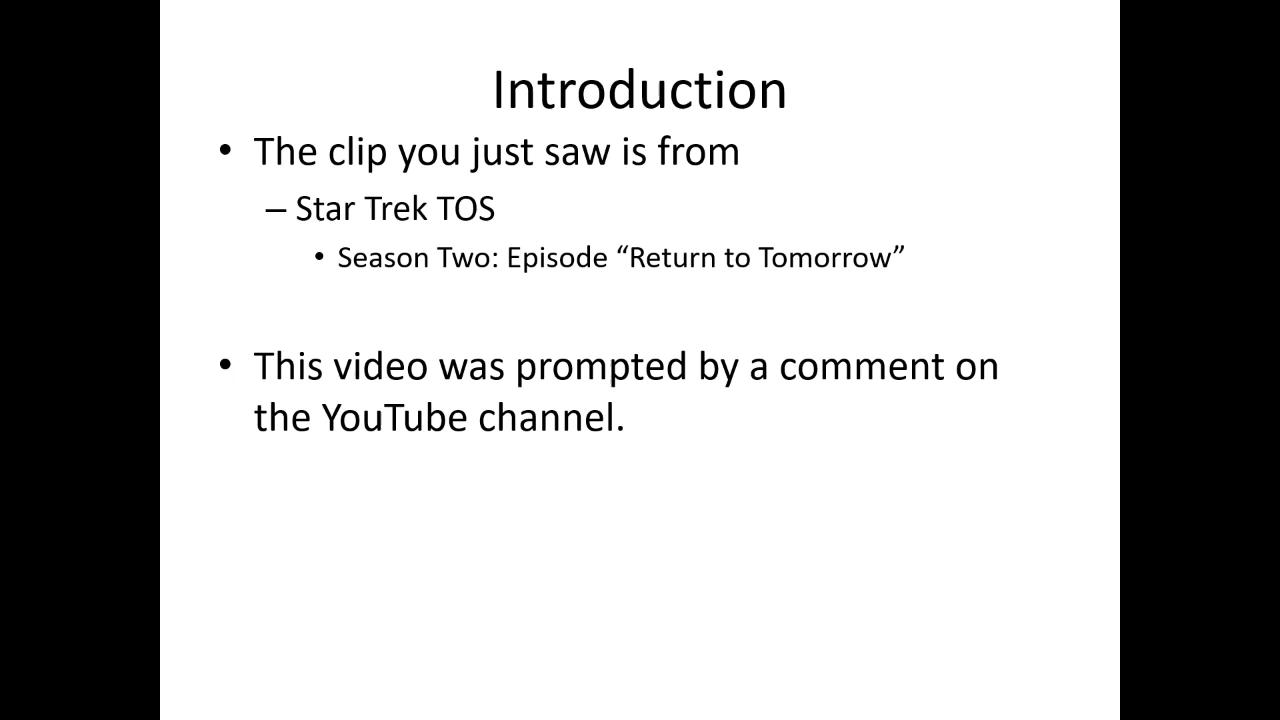 Introduction
• The clip you just saw is from
– Star Trek TOS
• Season Two: Episode “Return to Tomorrow”
• This video was prompted by a comment on
the YouTube channel.